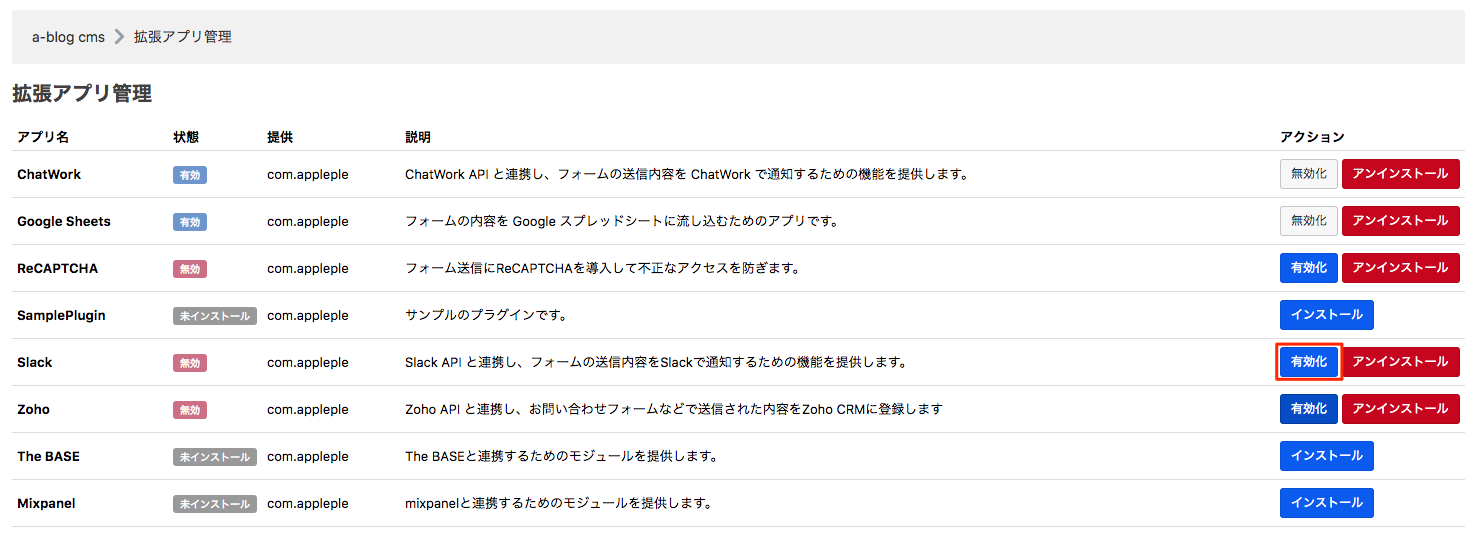 a-blog cms 拡張アプリ管理
拡張アプリ管理
アプリ名 状態 提供 説明 アクション
ChatWork 有効 com.appleple ChatWork API と連携し、フォームの送信内容を ChatWork で通知するための機能を提供します。 無効化 アンインストール
Google Sheets 有効 com.appleple フォームの内容を Google スプレッドシートに流し込むためのアプリです。 無効化 アンインストール
ReCAPTCHA 無効 com.appleple フォーム送信にReCAPTCHAを導入して不正なアクセスを防ぎます。 有効化 アンインストール
SamplePlugin 未インストール com.appleple サンプルのプラグインです。 インストール
Slack 無効 com.appleple Slack API と連携し、フォームの送信内容をSlackで通知するための機能を提供します。 有効化 アンインストール
Zoho 無効 com.appleple Zoho API と連携し、お問い合わせフォームなどで送信された内容をZoho CRMに登録します 有効化 アンインストール
The BASE 未インストール com.appleple The BASEと連携するためのモジュールを提供します。 インストール
Mixpanel 未インストール com.appleple mixpanelと連携するためのモジュールを提供します。 インストール